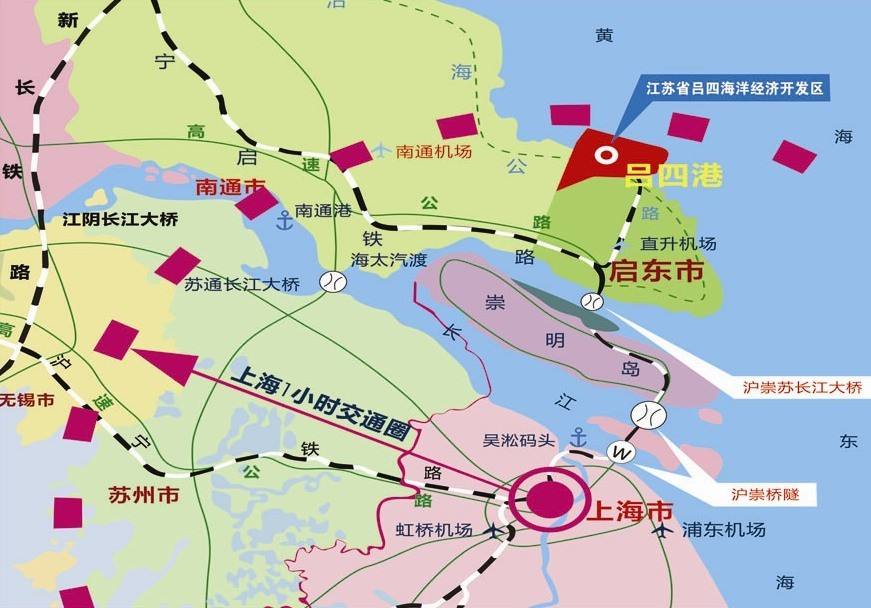 新
长
铁
路
宁
启
铁
路
沿
海
高
速
公
路
黄
海
江苏省吕四海洋经济开发区
南通机场
吕四港
公
路
南通市
南通港
江阴长江大桥
直升机场
海太汽渡
启东市
苏通长江大桥
崇
明
岛
长
江
沪崇苏长江大桥
高
速
公
路
沪
宁
铁
路
无锡市
上海1小时交通圈
吴淞码头
东
海
W
沪崇桥隧
苏州市
上海市
虹桥机场
浦东机场